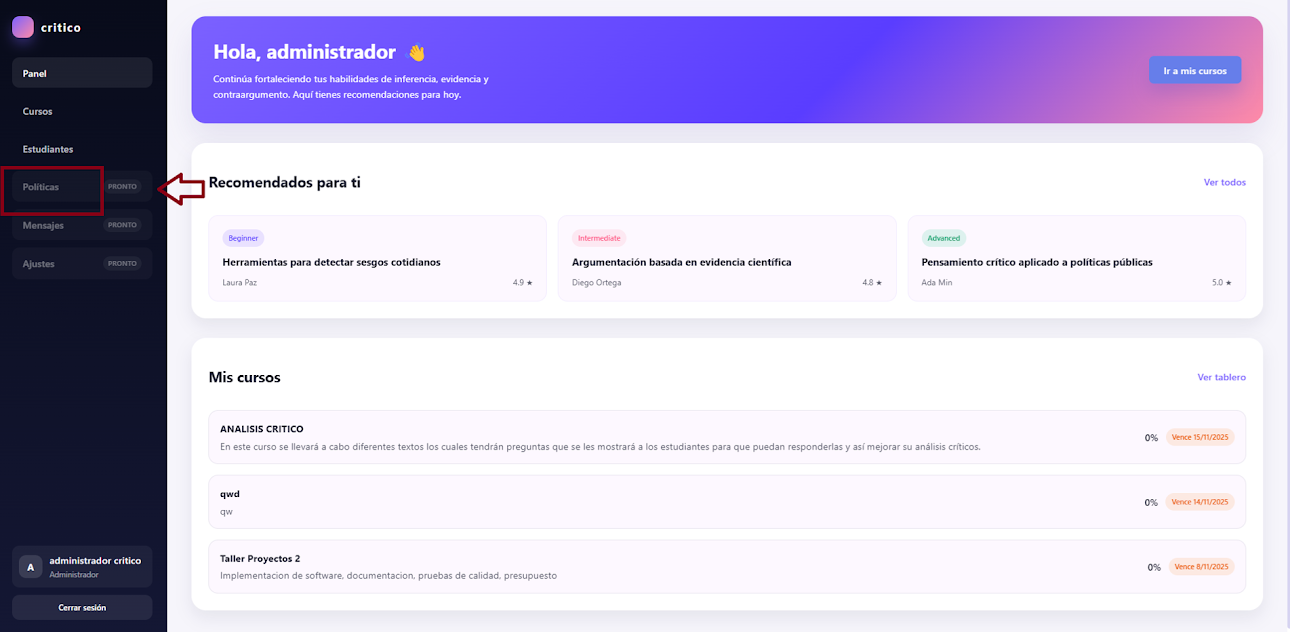 critico
Panel
Cursos
Estudiantes
Políticas PRONTO
Mensajes PRONTO
Ajustes PRONTO
A administrador critico
Administrador
Cerrar sesión
Hola, administrador 👋
Continúa fortaleciendo tus habilidades de inferencia, evidencia y
contraargumento. Aquí tienes recomendaciones para hoy.
Ir a mis cursos
Recomendados para ti
Ver todos
Beginner
Herramientas para detectar sesgos cotidianos
Laura Paz 4.9 ★
Intermediate
Argumentación basada en evidencia científica
Diego Ortega 4.8 ★
Advanced
Pensamiento crítico aplicado a políticas públicas
Ada Min 5.0 ★
Mis cursos
Ver tablero
ANALISIS CRITICO
En este curso se llevará a cabo diferentes textos los cuales tendrán preguntas que se les mostrará a los estudiantes para que puedan responderlas y así mejorar su análisis críticos.
0% Vence 15/11/2025
qwd
qw
0% Vence 14/11/2025
Taller Proyectos 2
Implementacion de software, documentacion, pruebas de calidad, presupuesto
0% Vence 8/11/2025